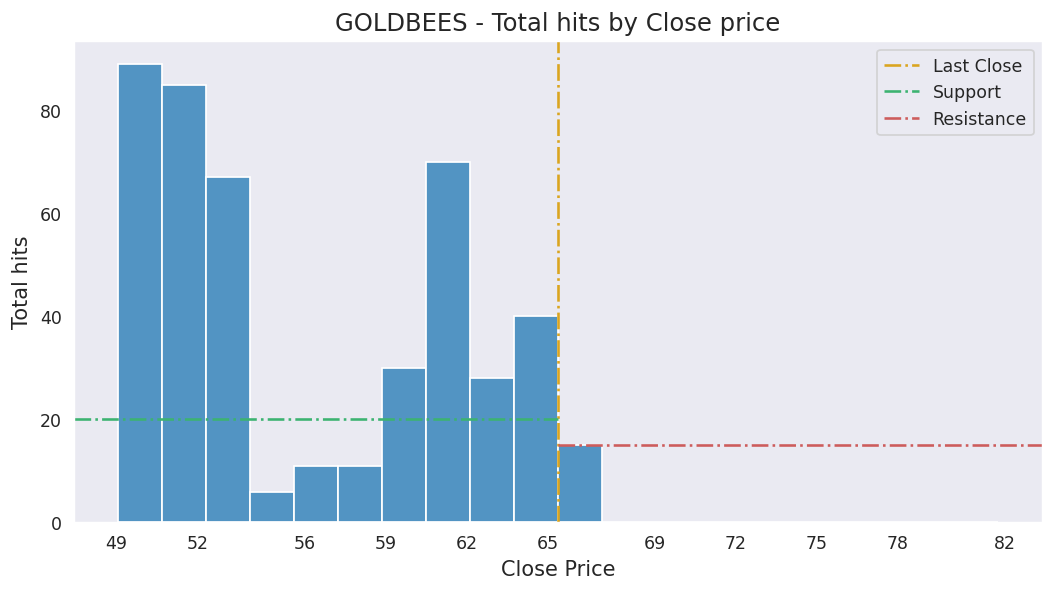 GOLDBEES - Total hits by Close price
Last Close
Support
Resistance
Total hits
80
60
40
20
0
49 52 56 59 62 65 69 72 75 78 82
Close Price